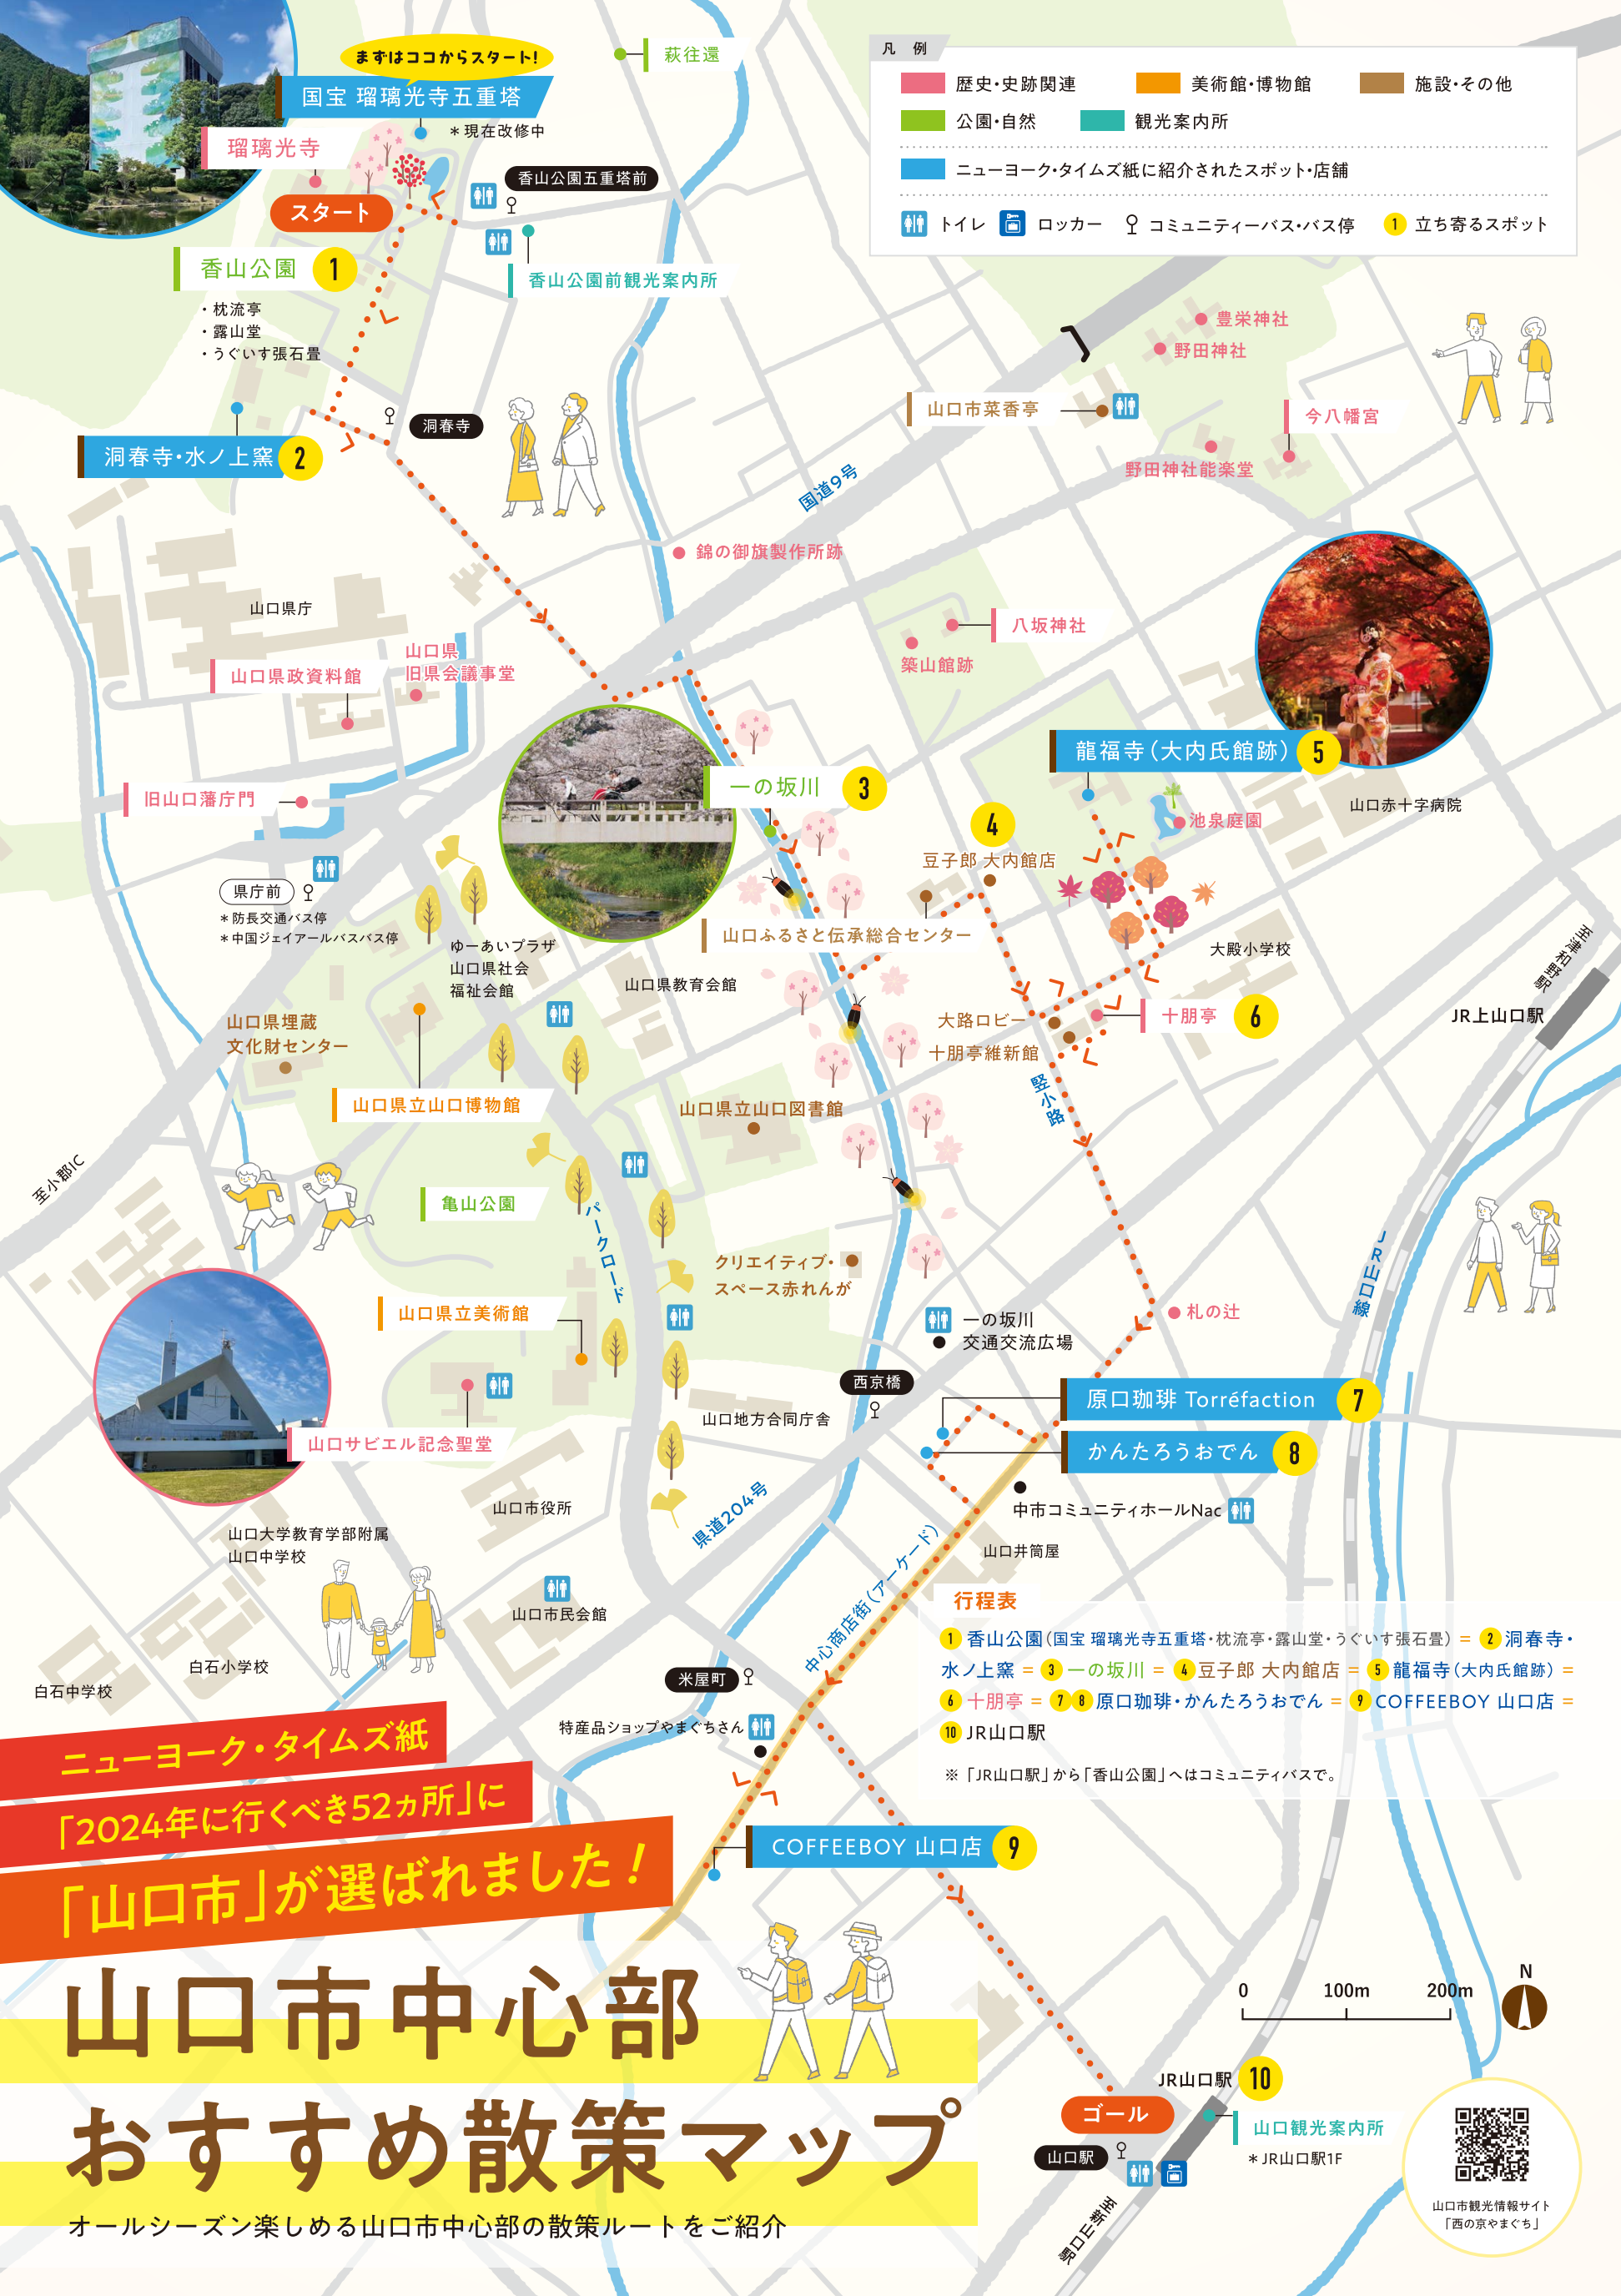 まずはココからスタート!
国宝 瑠璃光寺五重塔
＊現在改修中
瑠璃光寺
スタート
香山公園 1
・枕流亭
・露山堂
・うぐいす張石畳
萩往還
香山公園五重塔前
香山公園前観光案内所
凡 例
歴史・史跡関連
美術館・博物館
施設・その他
公園・自然
観光案内所
ニューヨーク・タイムズ紙に紹介されたスポット・店舗
トイレ
ロッカー
コミュニティーバス・バス停
1 立ち寄るスポット
豊栄神社
野田神社
山口市菜香亭
今八幡宮
野田神社能楽堂
洞春寺
洞春寺・水ノ上窯 2
国道9号
錦の御旗製作所跡
山口県庁
八坂神社
築山館跡
山口県
旧県会議事堂
山口県政資料館
旧山口藩庁門
一の坂川 3
龍福寺（大内氏館跡） 5
山口赤十字病院
池泉庭園
4
豆子郎 大内館店
県庁前
＊防長交通バス停
＊中国ジェイアールバスバス停
山口ふるさと伝承総合センター
ゆーあいプラザ
山口県社会
福祉会館
山口県教育会館
大殿小学校
至津和野駅
JR上山口駅
山口県埋蔵
文化財センター
大路ロビー
十朋亭 6
十朋亭維新館
竪小路
山口県立山口博物館
山口県立山口図書館
至小郡IC
亀山公園
パークロード
クリエイティブ・
スペース赤れんが
JR山口線
山口県立美術館
一の坂川
交通交流広場
札の辻
西京橋
原口珈琲 Torréfaction 7
山口地方合同庁舎
山口サビエル記念聖堂
かんたろうおでん 8
中市コミュニティホールNac
山口市役所
県道204号
山口大学教育学部附属
山口中学校
山口井筒屋
中心商店街（アーケード）
山口市民会館
白石小学校
白石中学校
米屋町
特産品ショップやまぐちさん
行程表
1 香山公園（国宝 瑠璃光寺五重塔・枕流亭・露山堂・うぐいす張石畳） = 2 洞春寺・
水ノ上窯 = 3 一の坂川 = 4 豆子郎 大内館店 = 5 龍福寺（大内氏館跡） =
6 十朋亭 = 7 8 原口珈琲・かんたろうおでん = 9 COFFEEBOY 山口店 =
10 JR山口駅
※「JR山口駅」から「香山公園」へはコミュニティバスで。
COFFEEBOY 山口店 9
ニューヨーク・タイムズ紙
「2024年に行くべき52ヵ所」に
「山口市」が選ばれました！
山口市中心部
おすすめ散策マップ
オールシーズン楽しめる山口市中心部の散策ルートをご紹介
0 100m 200m
N
JR山口駅 10
ゴール
山口観光案内所
＊JR山口駅1F
山口駅
至新山口駅
山口市観光情報サイト
「西の京やまぐち」